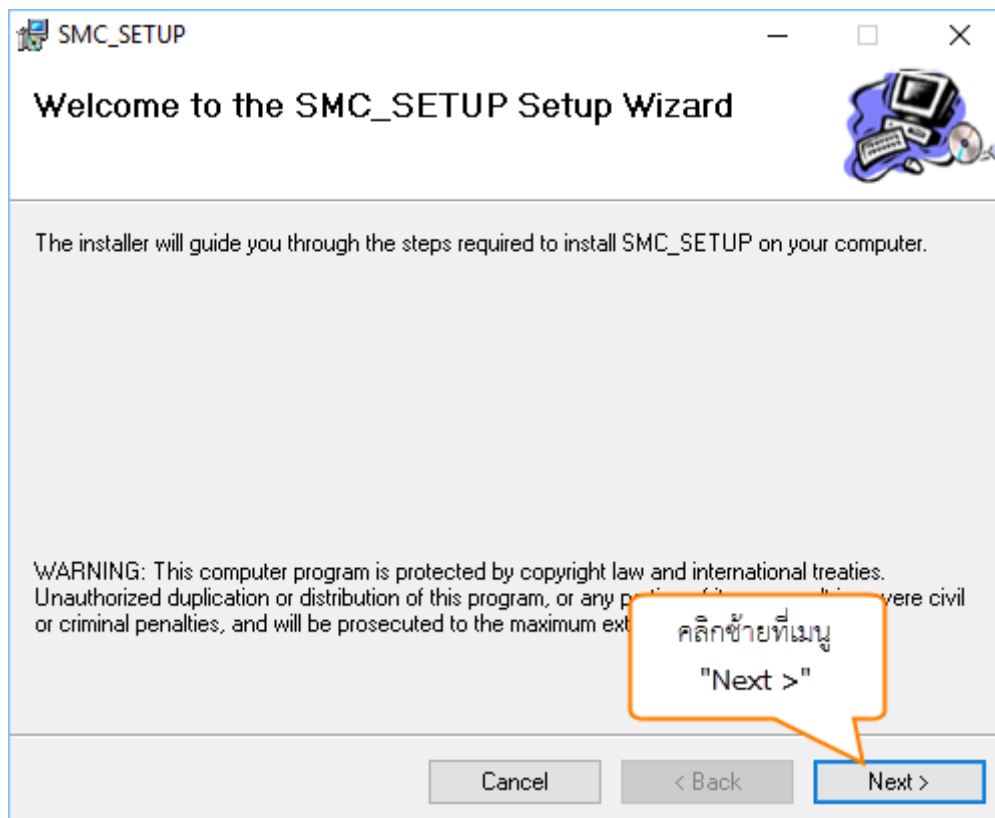 SMC_SETUP
Welcome to the SMC_SETUP Setup Wizard
The installer will guide you through the steps required to install SMC_SETUP on your computer.
WARNING: This computer program is protected by copyright law and international treaties.
Unauthorized duplication or distribution of this program, or any vere civil
or criminal penalties, and will be prosecuted to the maximum ext
คลิกซ้ายที่เมนู
"Next >"
Cancel
< Back
Next >